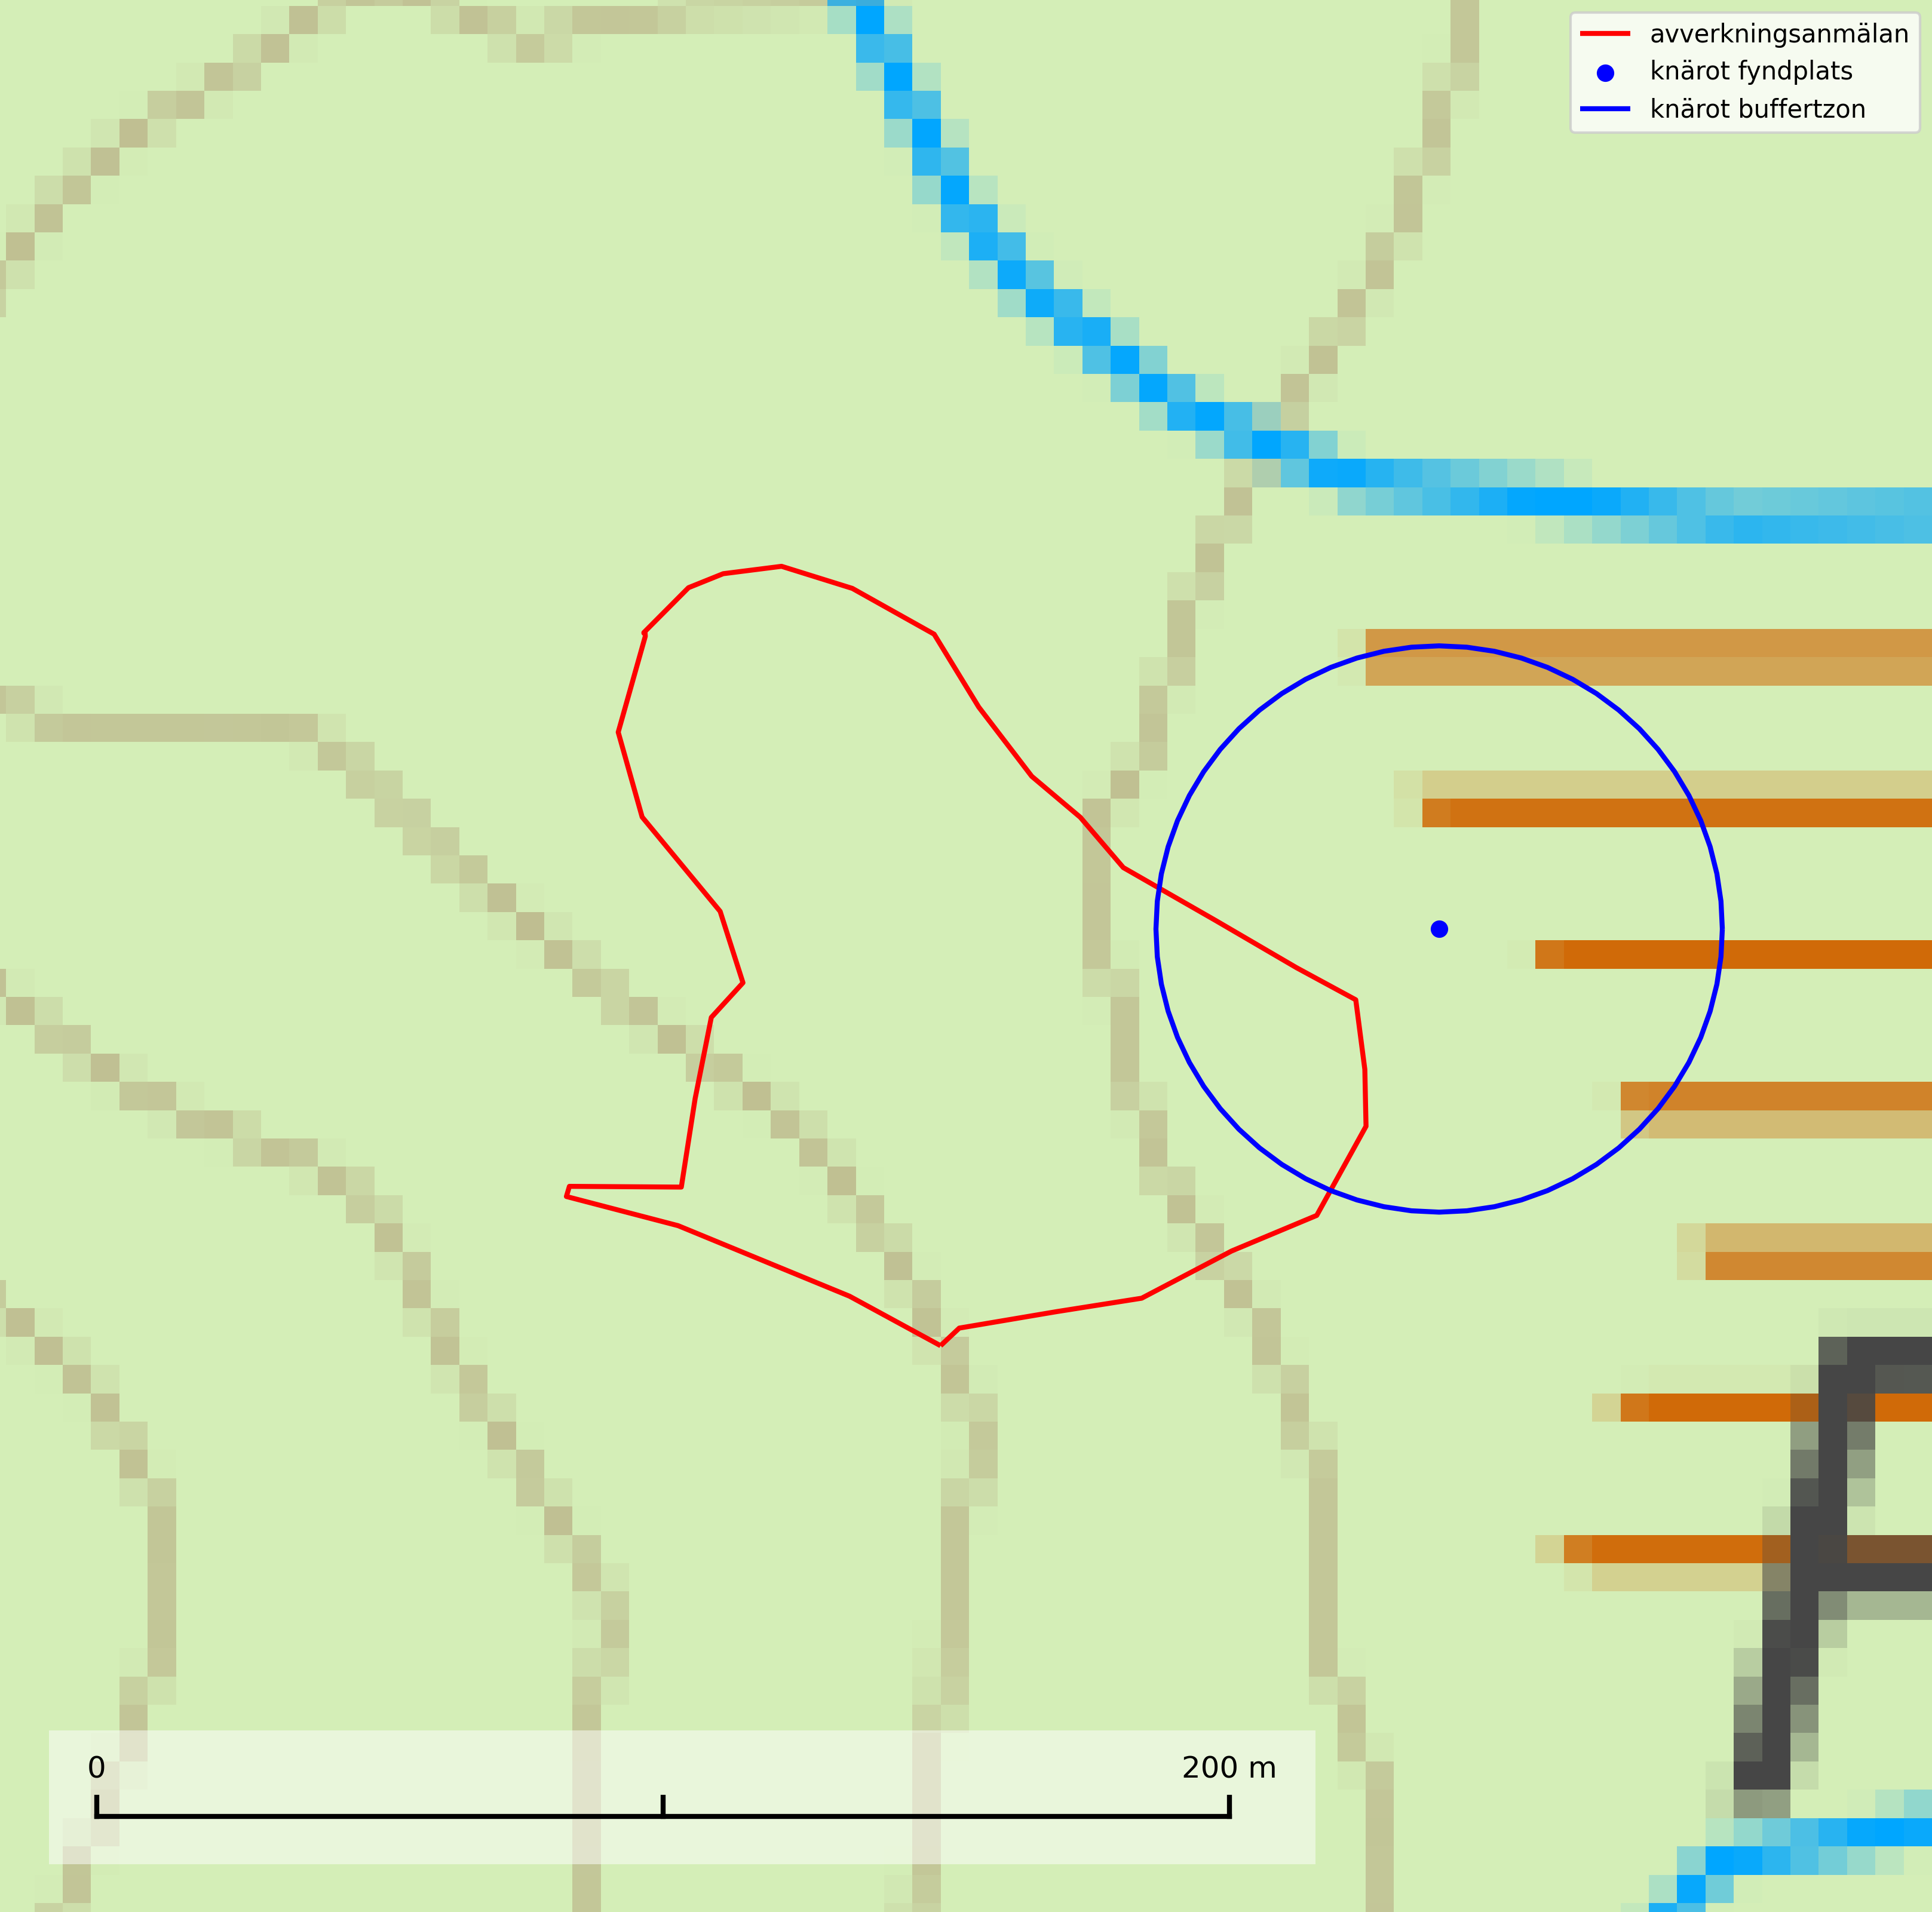 avverkningsanmälan
knärot fyndplats
knärot buffertzon
0 200 m